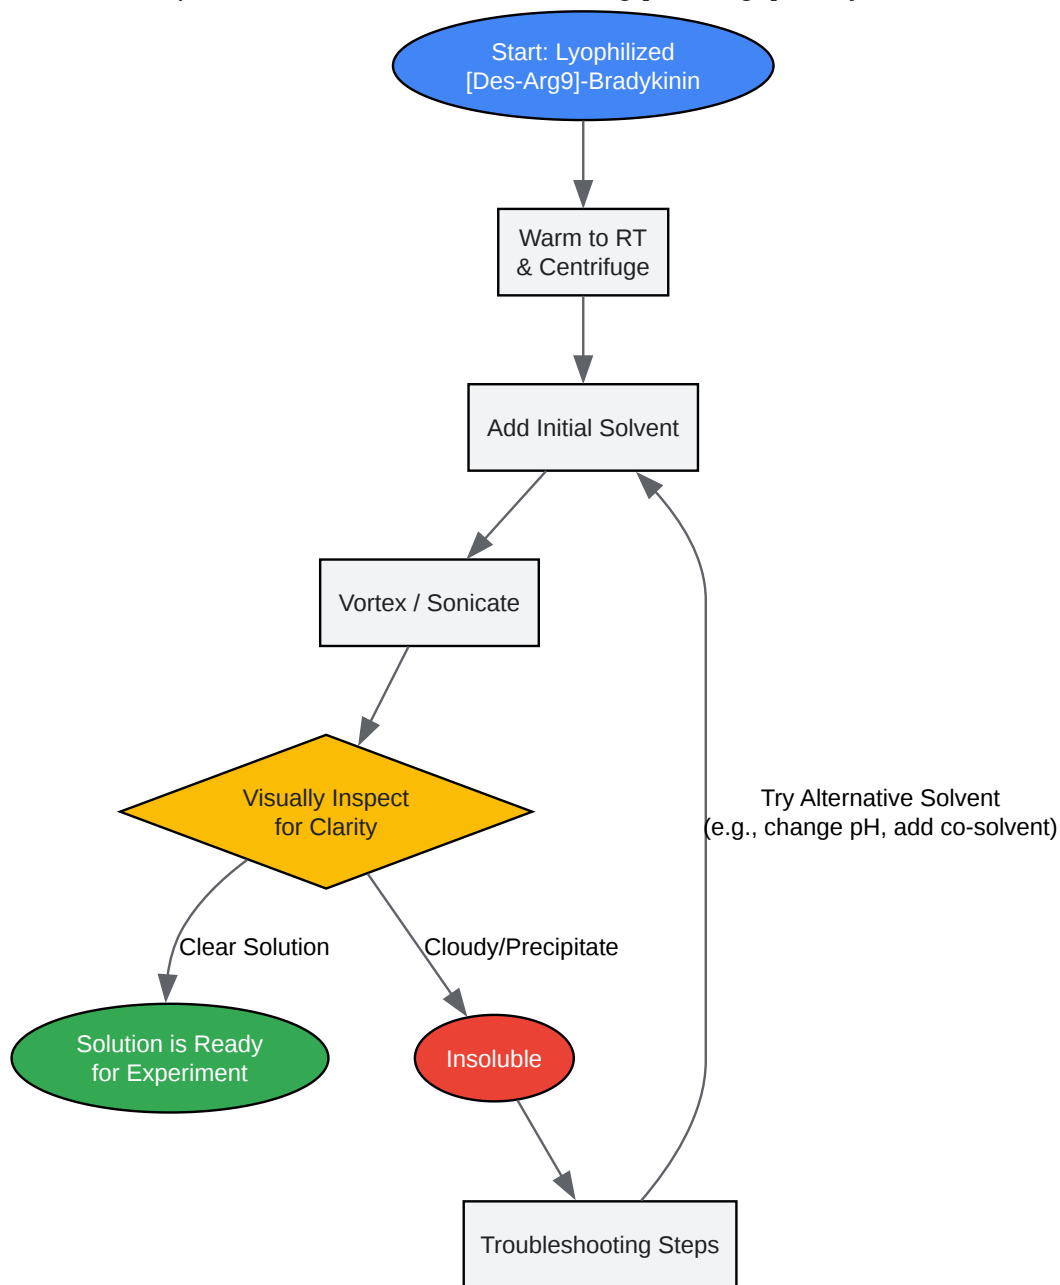 Start: Lyophilized
[Des-Arg9]-Bradykinin
Warm to RT
& Centrifuge
Add Initial Solvent
Vortex / Sonicate
Visually Inspect
for Clarity
Try Alternative Solvent
(e.g., change pH, add co-solvent)
Clear Solution
Cloudy/Precipitate
Solution is Ready
for Experiment
Insoluble
Troubleshooting Steps